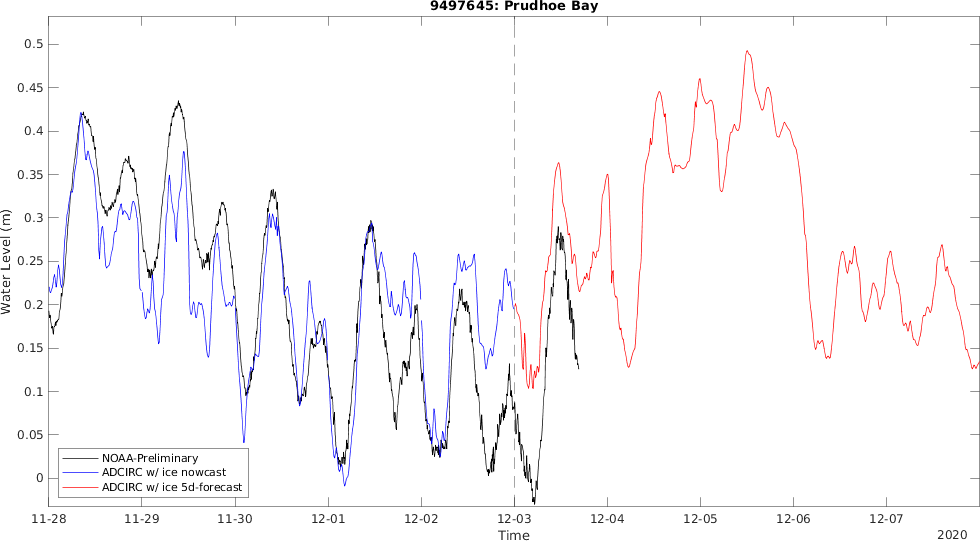 9497645: Prudhoe Bay
Water Level (m)
0.5
0.45
0.4
0.35
0.3
0.25
0.2
0.15
0.1
0.05
0
NOAA-Preliminary
ADCIRC w/ ice nowcast
ADCIRC w/ ice 5d-forecast
11-28 11-29 11-30 12-01 12-02 12-03 12-04 12-05 12-06 12-07
Time
2020